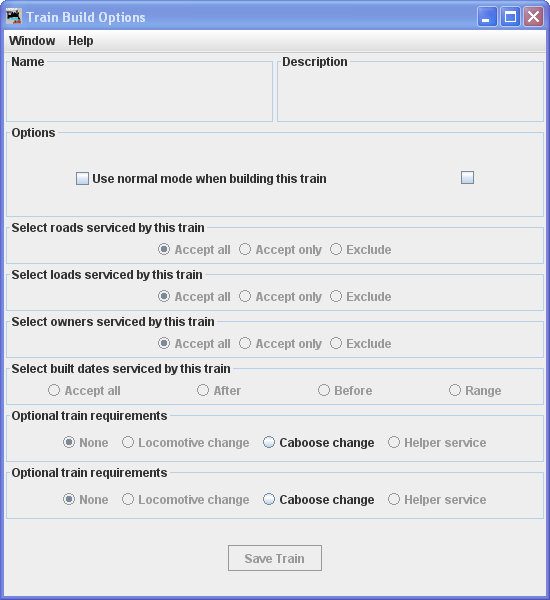 Train Build Options
Window Help
Name Description
Options
Use normal mode when building this train
Select roads serviced by this train
Accept all Accept only Exclude
Select loads serviced by this train
Accept all Accept only Exclude
Select owners serviced by this train
Accept all Accept only Exclude
Select built dates serviced by this train
Accept all After Before Range
Optional train requirements
None Locomotive change Caboose change Helper service
Optional train requirements
None Locomotive change Caboose change Helper service
Save Train